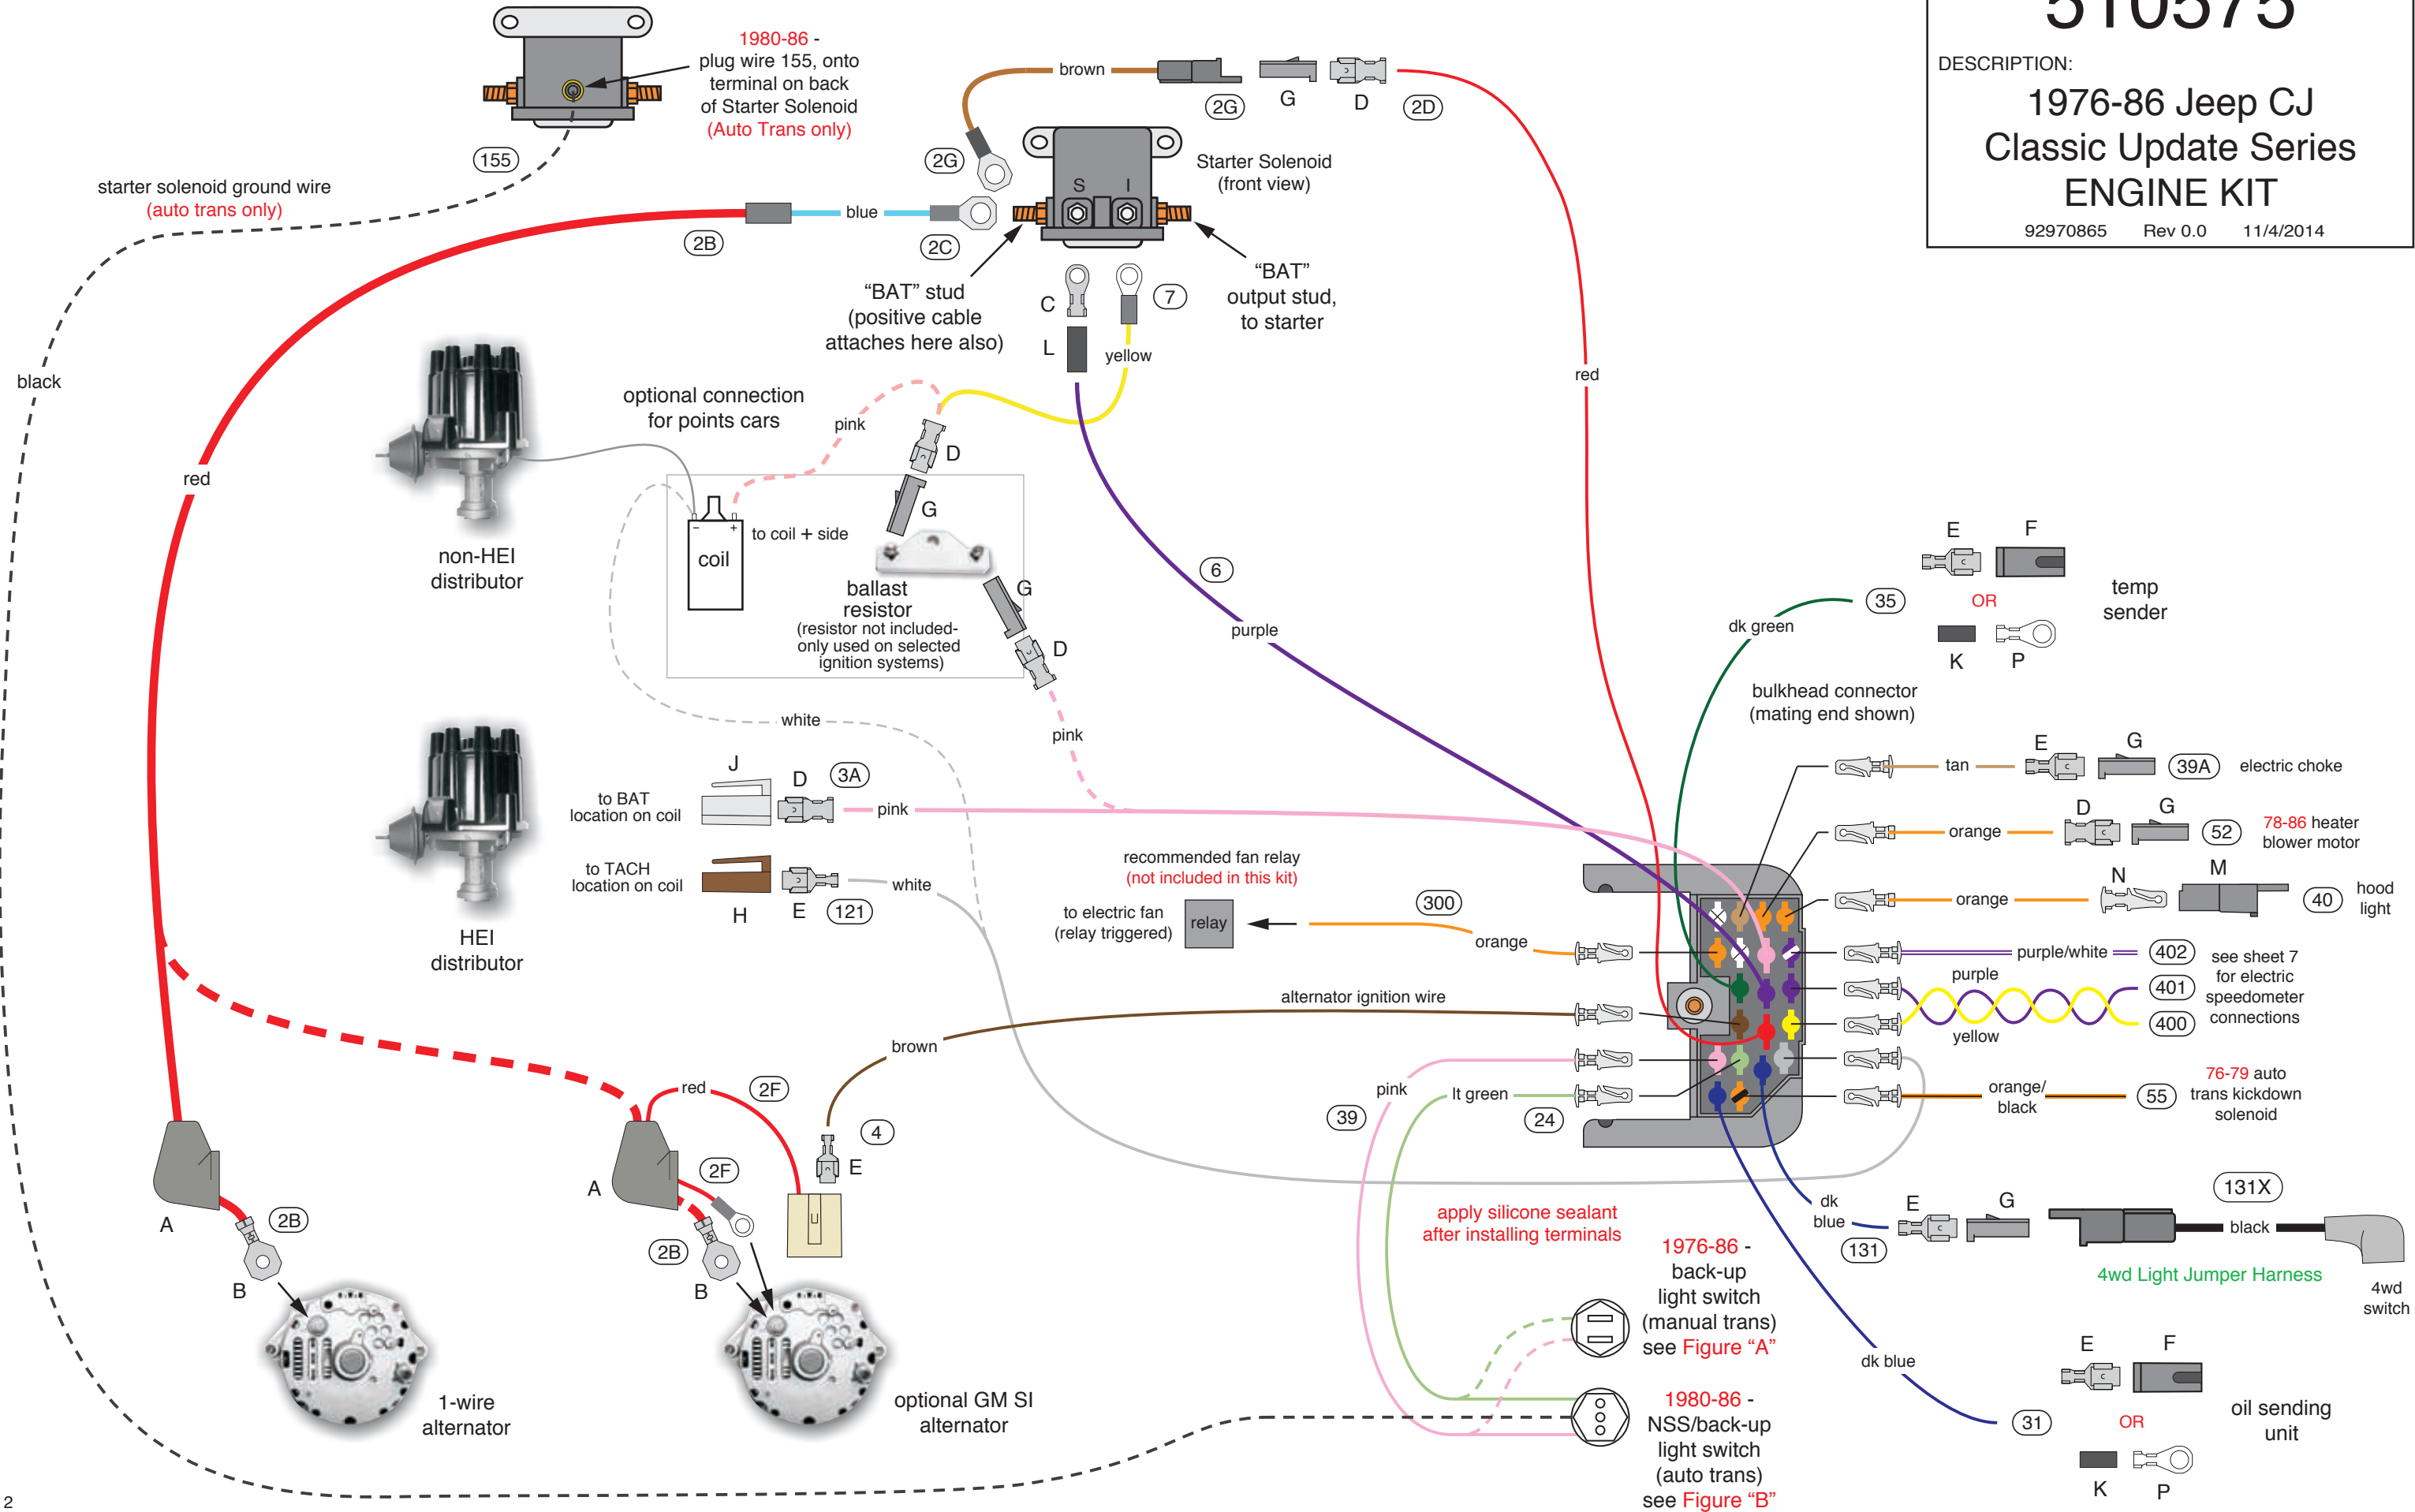 510575
DESCRIPTION:
1976-86 Jeep CJ
Classic Update Series
ENGINE KIT
92970865 Rev 0.0 11/4/2014
1980-86 -
plug wire 155, onto
terminal on back
of Starter Solenoid
(Auto Trans only)
155
starter solenoid ground wire
(auto trans only)
black
brown
2G
G
D
2D
2G
Starter Solenoid
(front view)
S
I
blue
2B
2C
"BAT" stud
(positive cable
attaches here also)
C
L
7
yellow
"BAT"
output stud,
to starter
red
red
optional connection
for points cars
pink
D
G
non-HEI
distributor
−
+
coil
to coil + side
ballast
resistor
(resistor not included-
only used on selected
ignition systems)
G
D
6
purple
white
pink
E
F
35
OR
temp
sender
dk green
K
P
bulkhead connector
(mating end shown)
tan
E
G
39A
electric choke
orange
D
G
52
78-86 heater
blower motor
orange
N
M
40
hood
light
purple/white
402
purple
401
yellow
400
see sheet 7
for electric
speedometer
connections
orange/
black
55
76-79 auto
trans kickdown
solenoid
HEI
distributor
J
D
3A
to BAT
location on coil
pink
to TACH
location on coil
H
E
121
white
recommended fan relay
(not included in this kit)
to electric fan
(relay triggered)
relay
300
orange
alternator ignition wire
brown
pink
39
lt green
24
red
2F
4
E
2F
A
2B
B
A
2B
B
1-wire
alternator
optional GM SI
alternator
apply silicone sealant
after installing terminals
1976-86 -
back-up
light switch
(manual trans)
see Figure "A"
1980-86 -
NSS/back-up
light switch
(auto trans)
see Figure "B"
dk
blue
131
E
G
131X
black
4wd Light Jumper Harness
4wd
switch
dk blue
31
E
F
OR
K
P
oil sending
unit
2